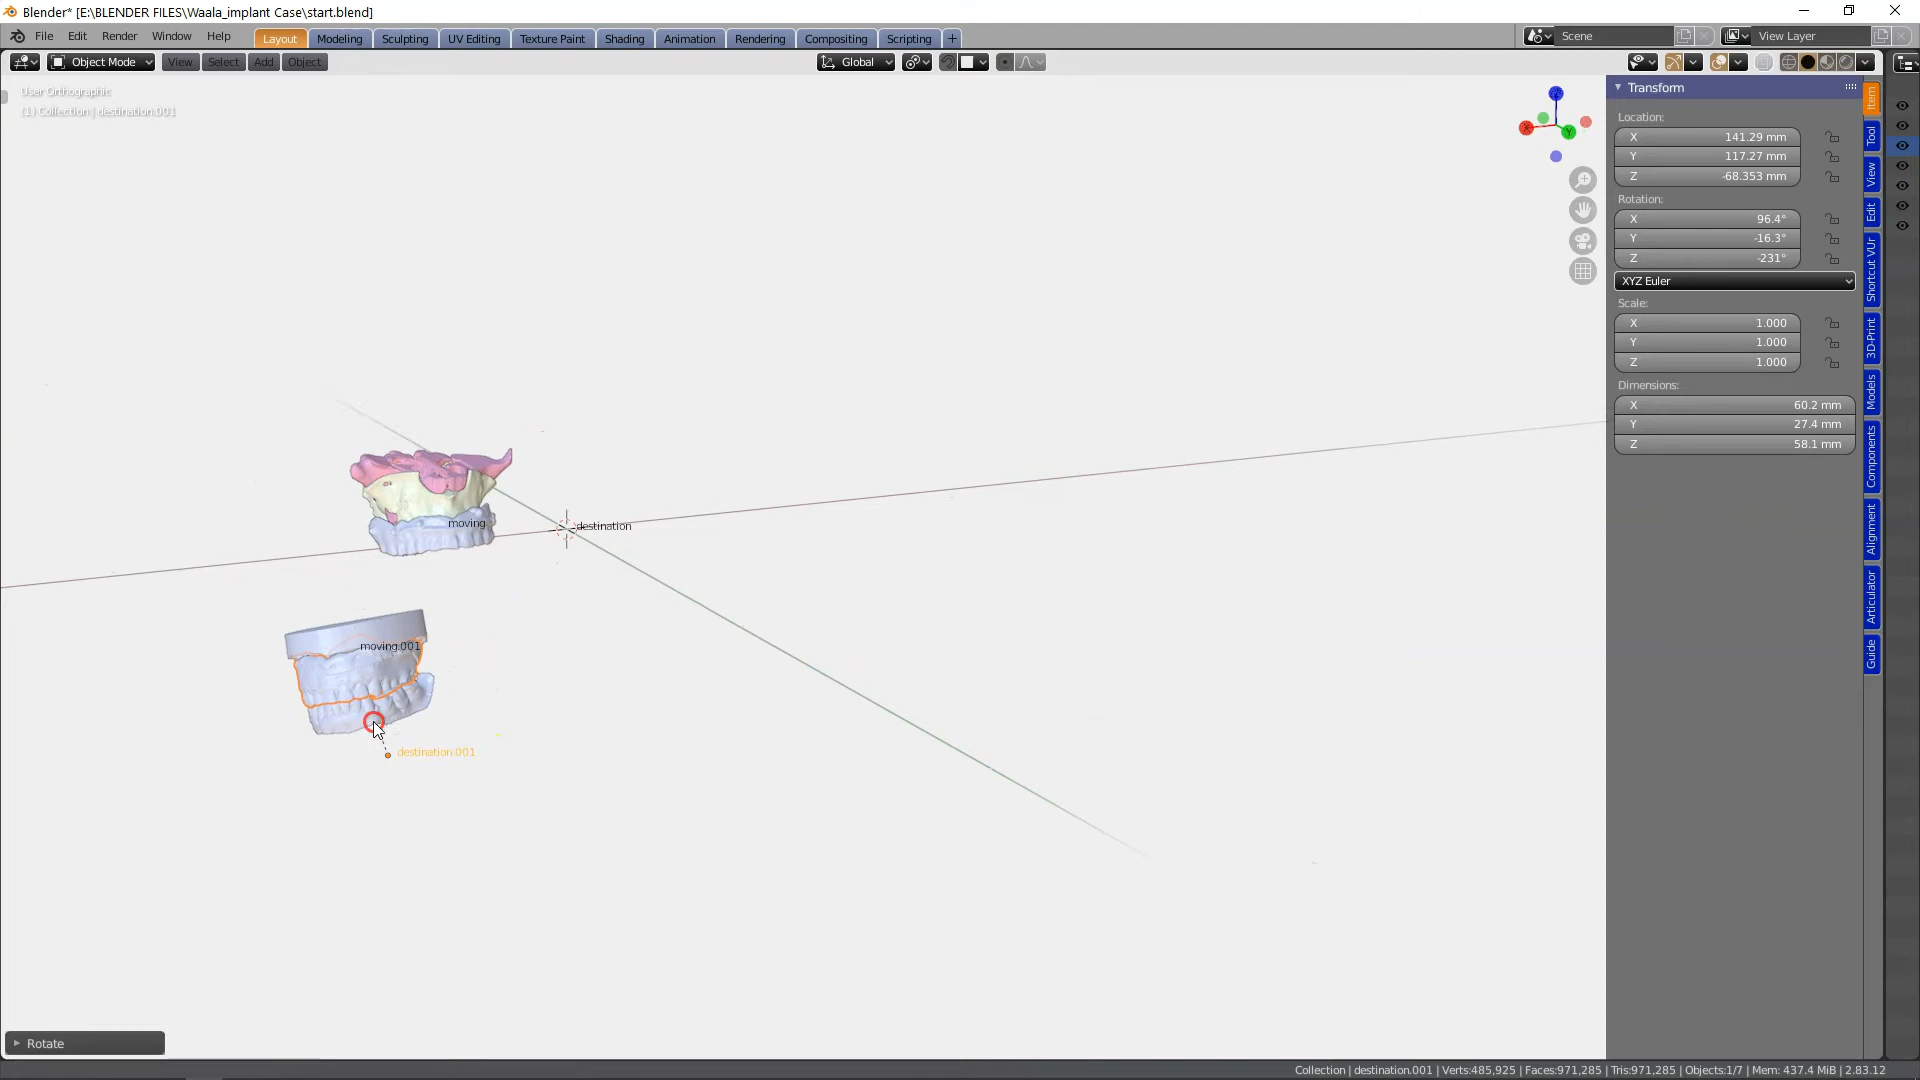 Blender* [E:\BLENDER FILES\Waala_implant Case\start.blend]
File Edit Render Window Help Layout Modeling Sculpting UV Editing Texture Paint Shading Animation Rendering Compositing Scripting + Scene View Layer
Object Mode View Select Add Object Global
User Orthographic
(1) Collection | destination.001
Transform
Location:
X 141.29 mm
Y 117.27 mm
Z -68.353 mm
Rotation:
X 96.4°
Y -16.3°
Z -231°
XYZ Euler
Scale:
X 1.000
Y 1.000
Z 1.000
Dimensions:
X 60.2 mm
Y 27.4 mm
Z 58.1 mm
Item
Tool
View
Edit
Shortcut VUr
3D-Print
Models
Components
Alignment
Articulator
Guide
X
Y
moving
destination
moving.001
destination.001
Rotate
Collection | destination.001 | Verts:485,925 | Faces:971,285 | Tris:971,285 | Objects:1/7 | Mem: 437.4 MiB | 2.83.12